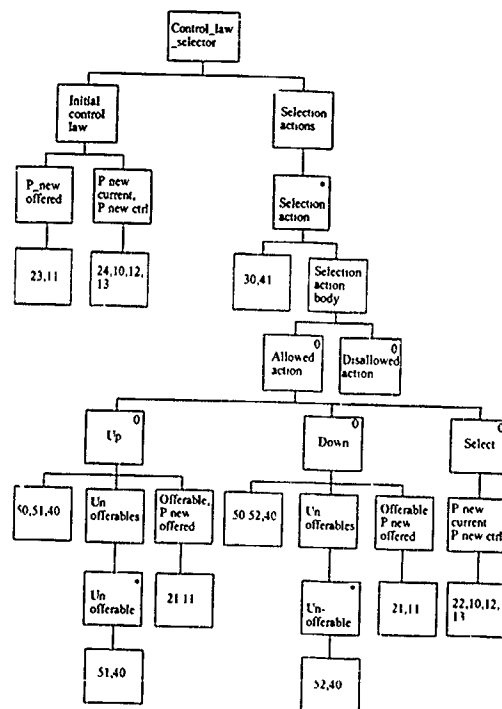 Control_law
_selector
Initial
control
law
Selection
actions
P_new
offered
P new
current,
P new ctrl
*
Selection
action
23,11
24,10,12,
13
30,41
Selection
action
body
0
Allowed
action
0
Disallowed
action
0
Up
0
Down
0
Select
50,51,40
Un
offerables
Offerable,
P new
offered
50 52,40
Un
offerables
Offerable
P new
offered
P new
current
P new ctrl
*
Un
offerable
21 11
*
Un-
offerable
21,11
22,10,12,
13
51,40
52,40